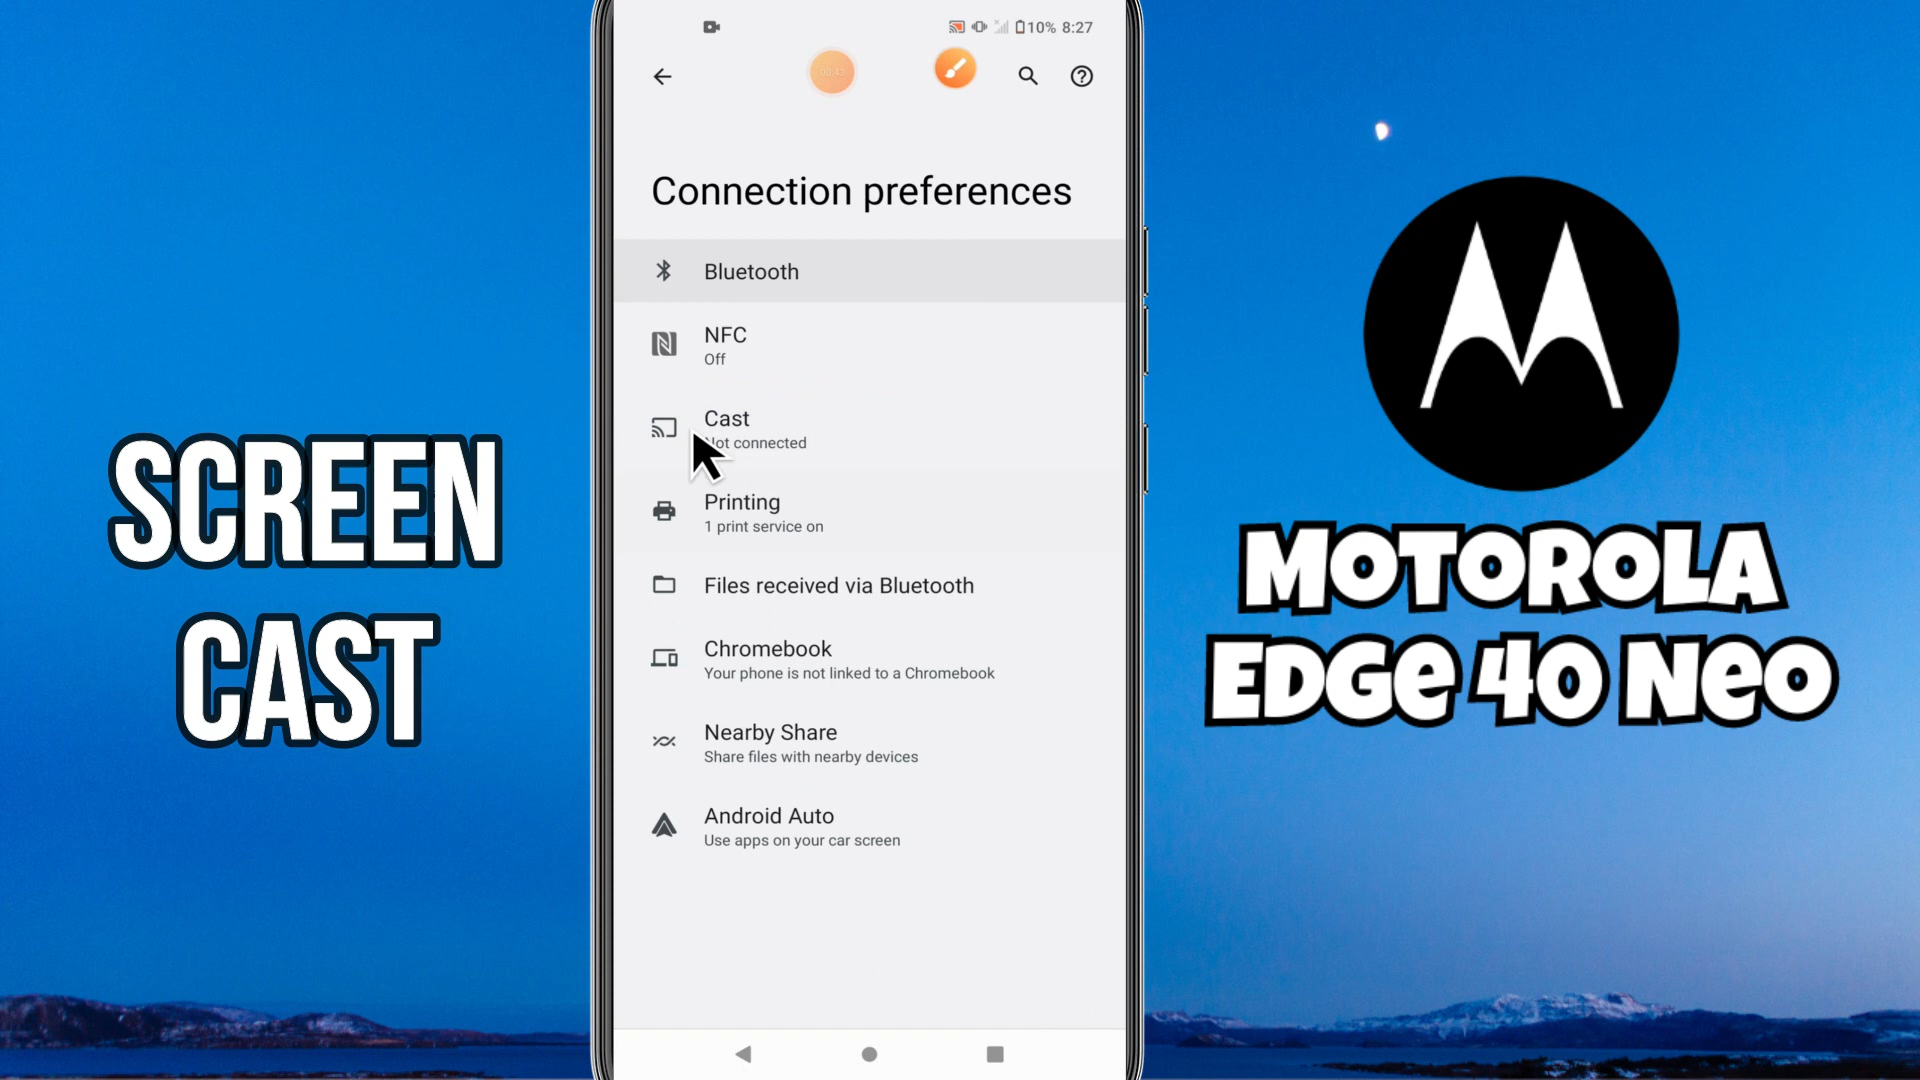 10% 8:27
00:43
Connection preferences
Bluetooth
NFC
Off
Cast
Not connected
Printing
1 print service on
Files received via Bluetooth
Chromebook
Your phone is not linked to a Chromebook
Nearby Share
Share files with nearby devices
Android Auto
Use apps on your car screen
SCREEN
CAST
MOTOROLA
EDGe 40 Neo